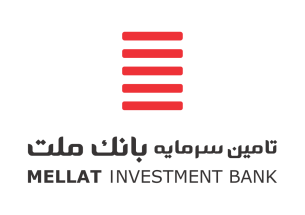 تامین سرمایه بانک ملت
MELLAT INVESTMENT BANK